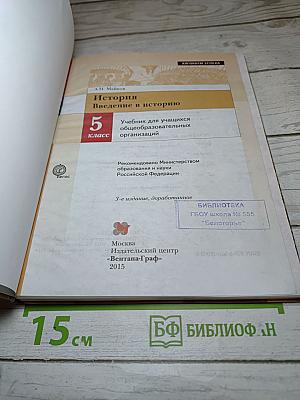 А.Н. Майков
История
Введение в историю
5
класс
Учебник для учащихся
общеобразовательных
организаций
Рекомендовано Министерством
образования и науки
Российской Федерации
3-е издание, доработанное
БИБЛИОТЕКА
ГБОУ школа № 555
"Белогорье"
Москва
Издательский центр
«Вентана-Граф»
2015
15 см
БФ БИБЛИОФ